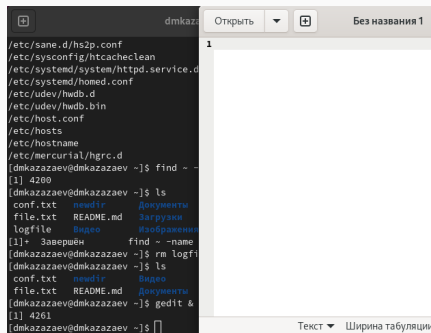 dmkaza
/etc/sane.d/hs2p.conf
/etc/sysconfig/htcacheclean
/etc/systemd/system/httpd.service.d
/etc/systemd/homed.conf
/etc/udev/hwdb.d
/etc/udev/hwdb.bin
/etc/host.conf
/etc/hosts
/etc/hostname
/etc/mercurial/hgrc.d
[dmkazazaev@dmkazazaev ~]$ find ~ -
[1] 4200
[dmkazazaev@dmkazazaev ~]$ ls
conf.txt newdir Документы
file.txt README.md Загрузки
logfile Видео Изображения
[1]+ Завершён find ~ -name
[dmkazazaev@dmkazazaev ~]$ rm logfi
[dmkazazaev@dmkazazaev ~]$ ls
conf.txt newdir Видео
file.txt README.md Документы
[dmkazazaev@dmkazazaev ~]$ gedit &
[1] 4261
[dmkazazaev@dmkazazaev ~]$
Открыть Без названия 1
1
Текст Ширина табуляции